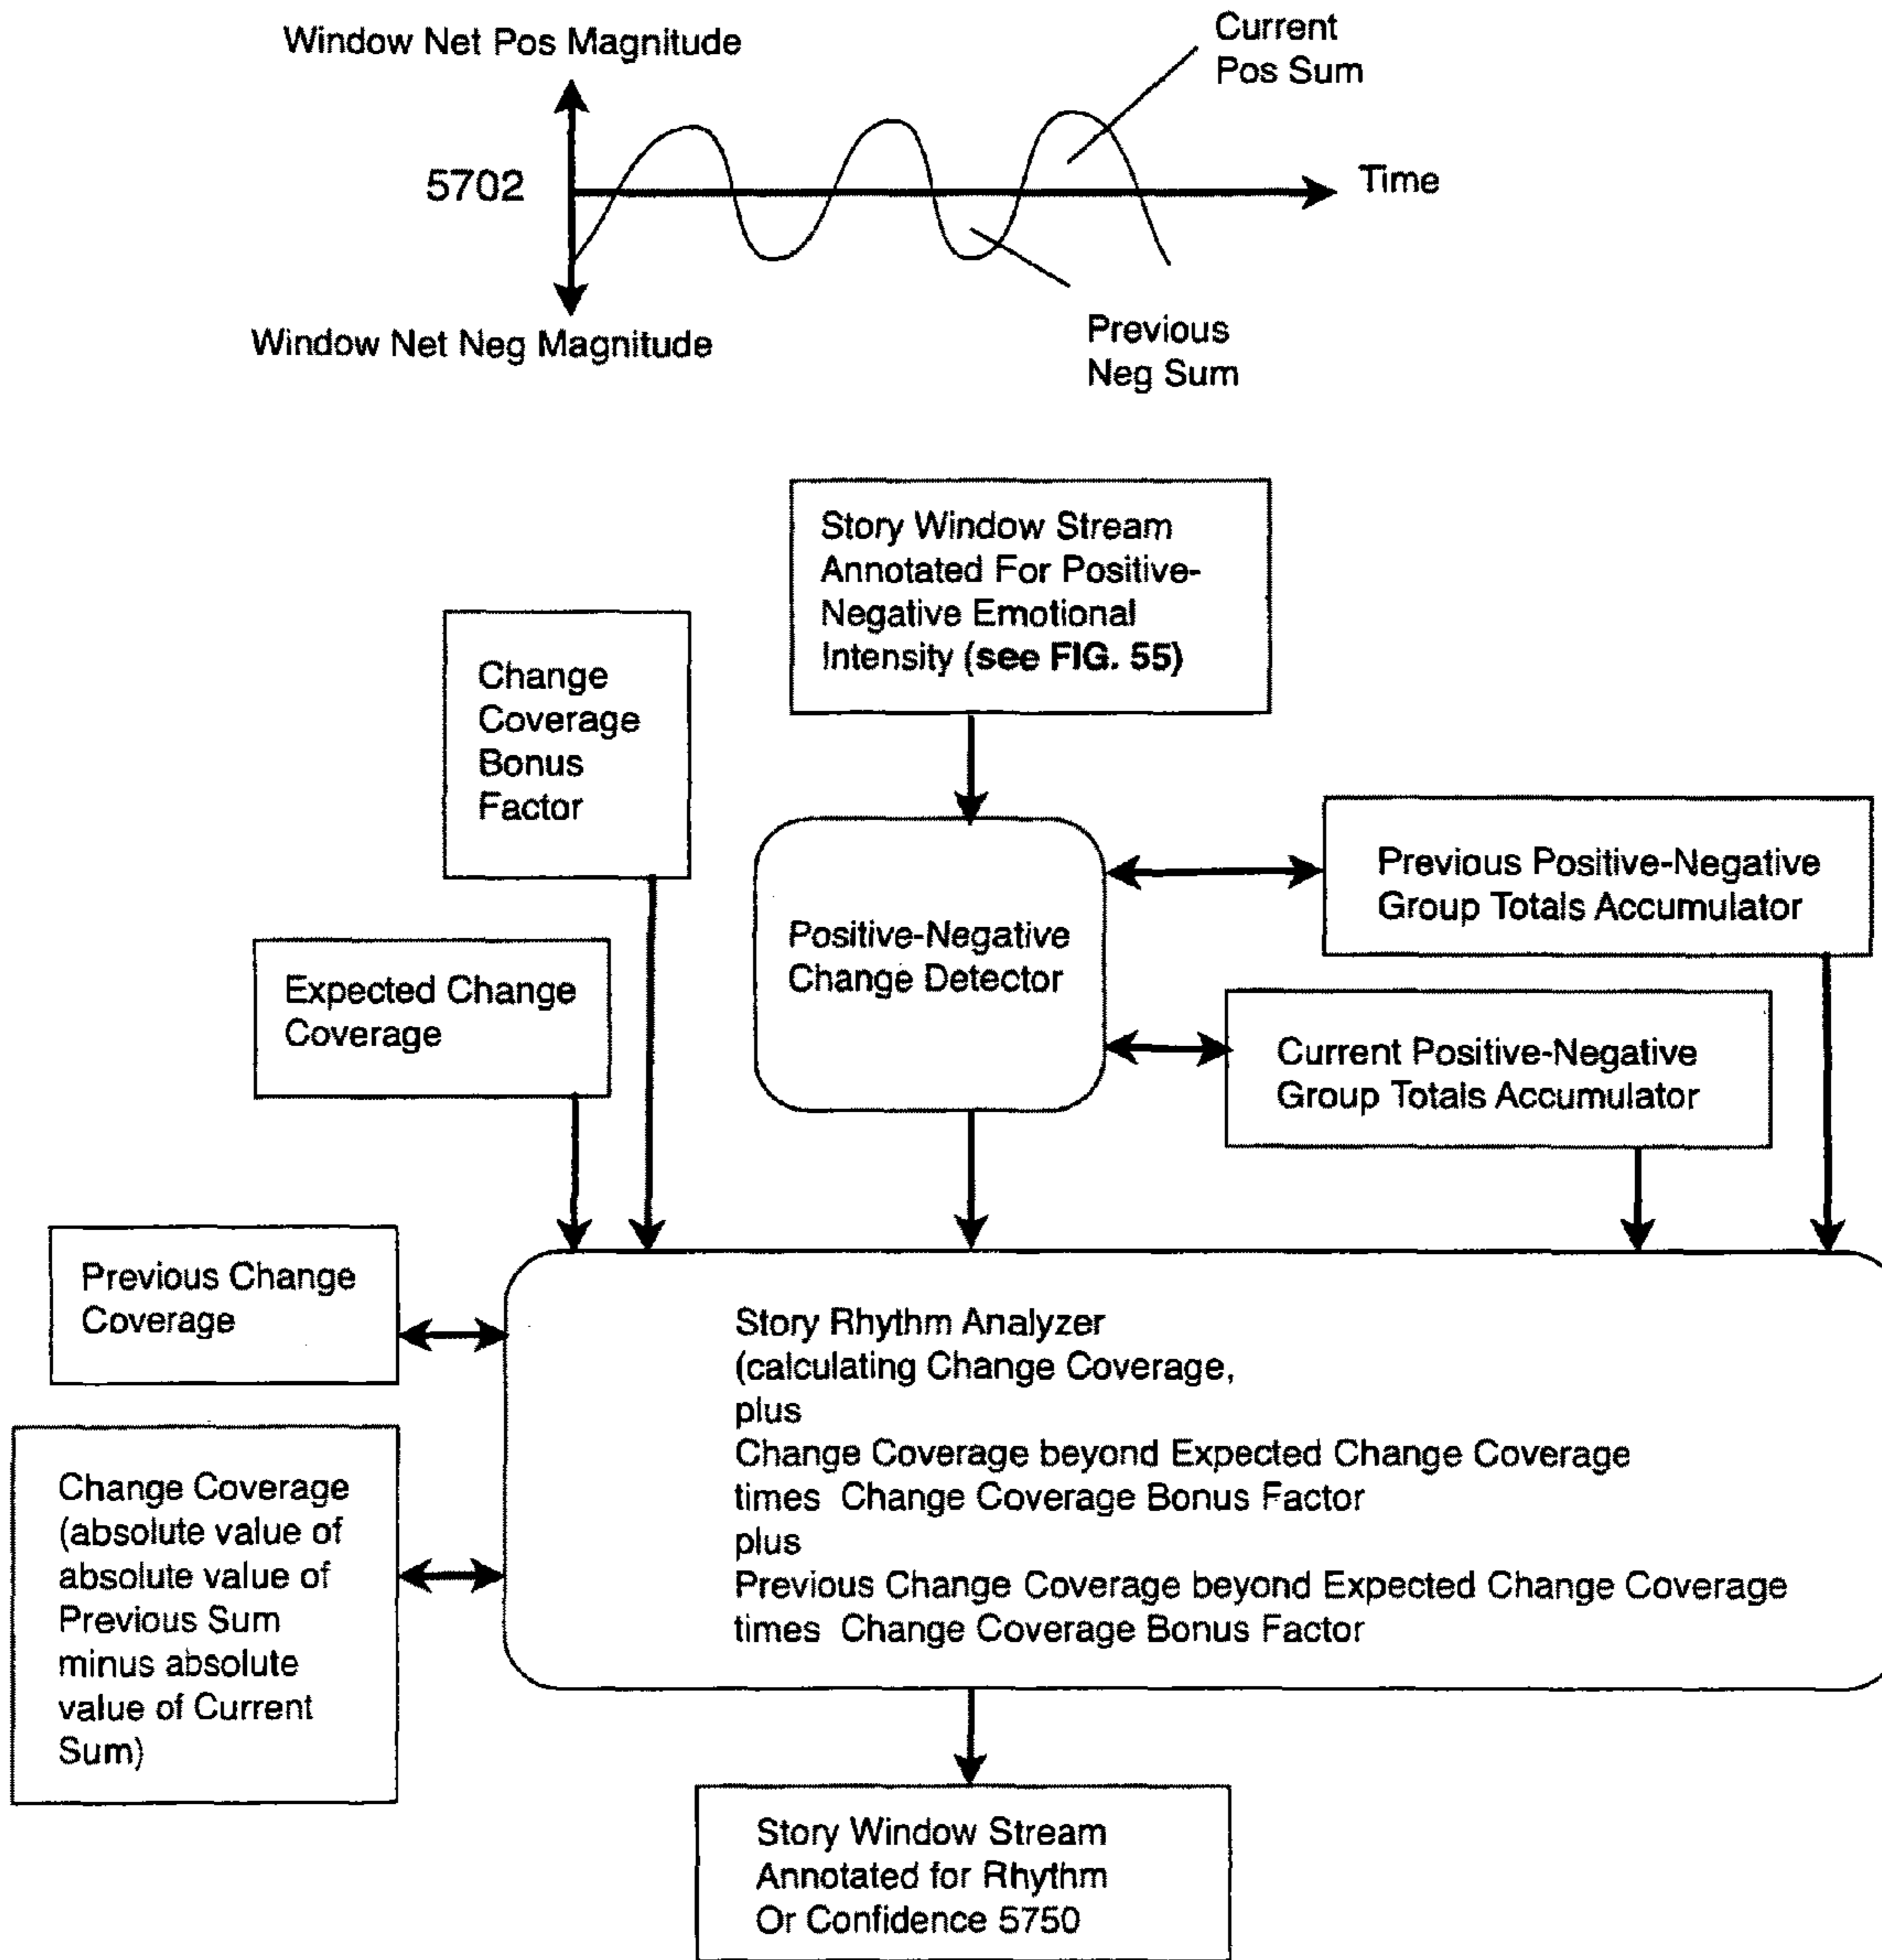 Window Net Pos Magnitude
Current
Pos Sum
5702
Time
Window Net Neg Magnitude
Previous
Neg Sum
Story Window Stream
Annotated For Positive-
Negative Emotional
Intensity (see FIG. 55)
Change
Coverage
Bonus
Factor
Previous Positive-Negative
Group Totals Accumulator
Positive-Negative
Change Detector
Expected Change
Coverage
Current Positive-Negative
Group Totals Accumulator
Previous Change
Coverage
Story Rhythm Analyzer
(calculating Change Coverage,
plus
Change Coverage beyond Expected Change Coverage
times Change Coverage Bonus Factor
plus
Previous Change Coverage beyond Expected Change Coverage
times Change Coverage Bonus Factor
Change Coverage
(absolute value of
absolute value of
Previous Sum
minus absolute
value of Current
Sum)
Story Window Stream
Annotated for Rhythm
Or Confidence 5750